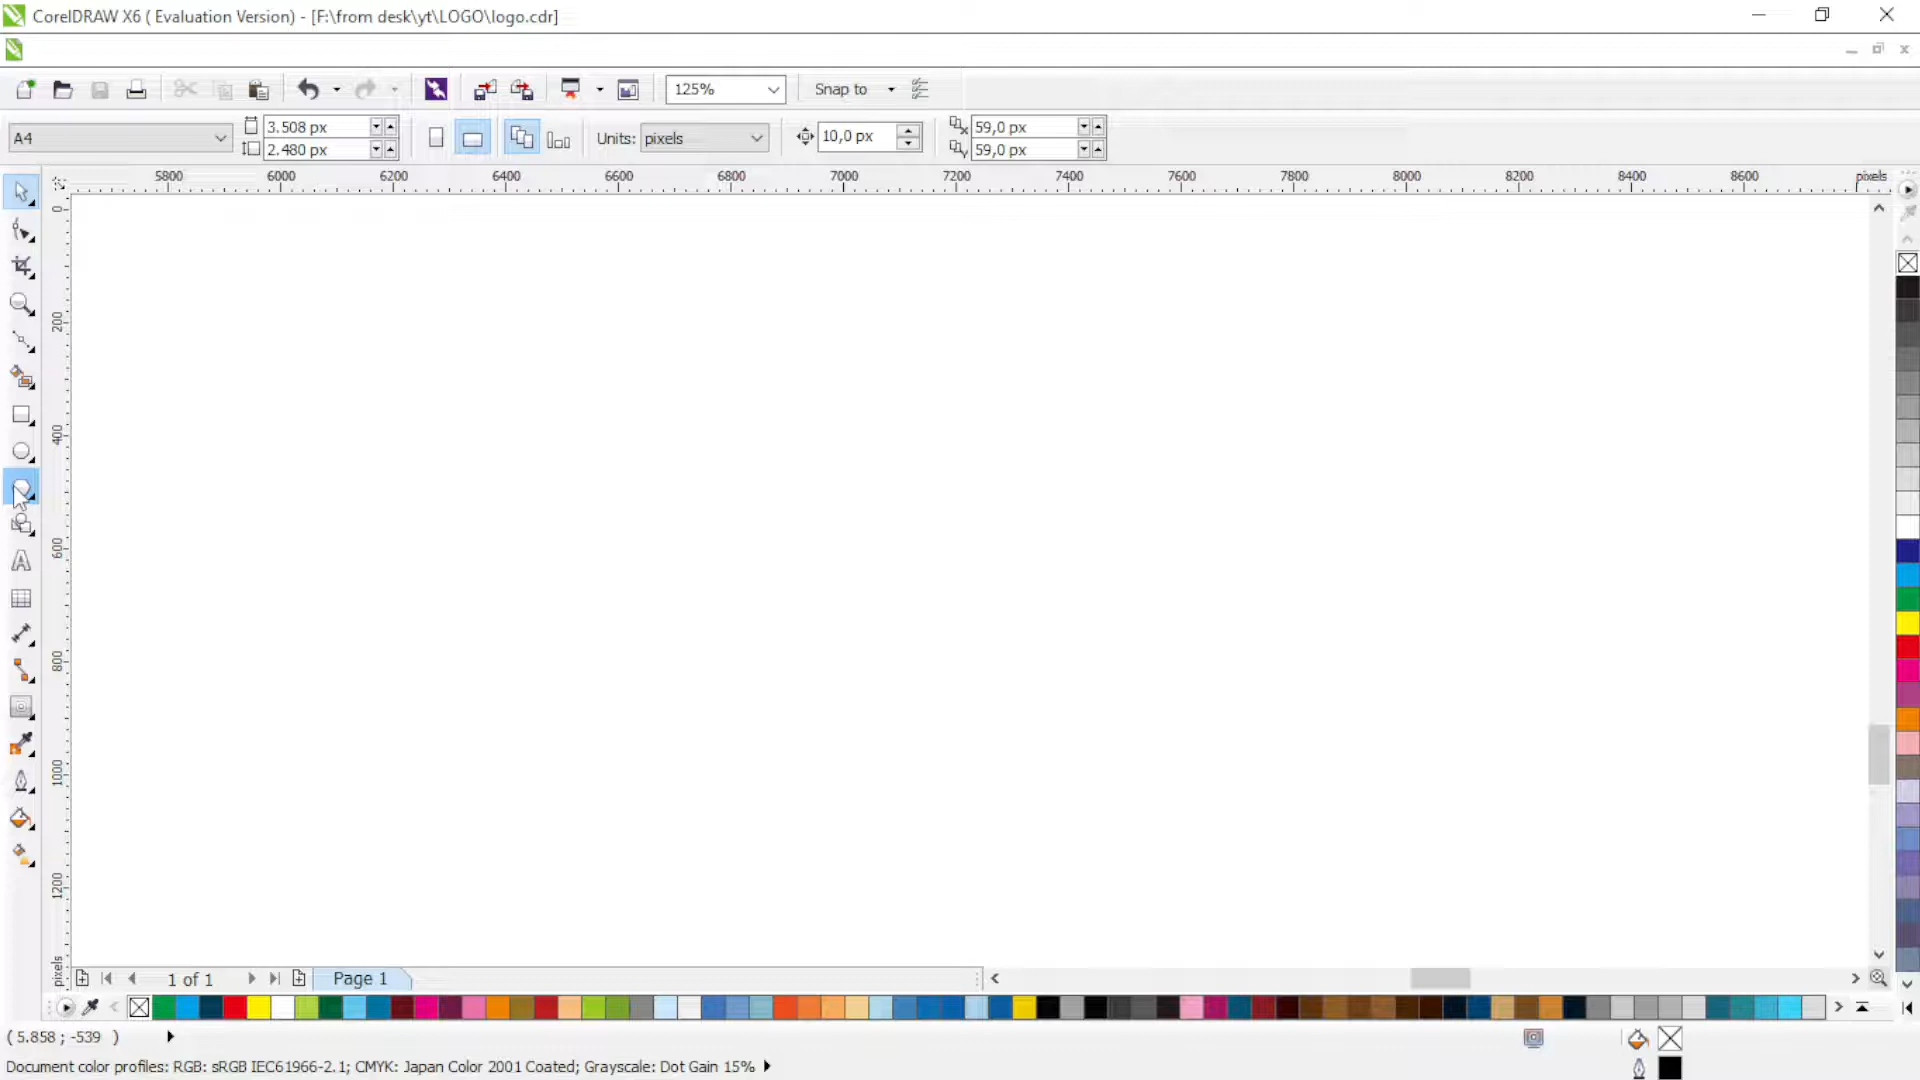 CorelDRAW X6 ( Evaluation Version) - [F:\from desk\yt\LOGO\logo.cdr]
125%
Snap to
A4
3.508 px
2.480 px
Units: pixels
10,0 px
59,0 px
59,0 px
5800 6000 6200 6400 6600 6800 7000 7200 7400 7600 7800 8000 8200 8400 8600 pixels
0
200
400
600
800
1000
1200
pixels
1 of 1
Page 1
( 5.858 ; -539 )
Document color profiles: RGB: sRGB IEC61966-2.1; CMYK: Japan Color 2001 Coated; Grayscale: Dot Gain 15%